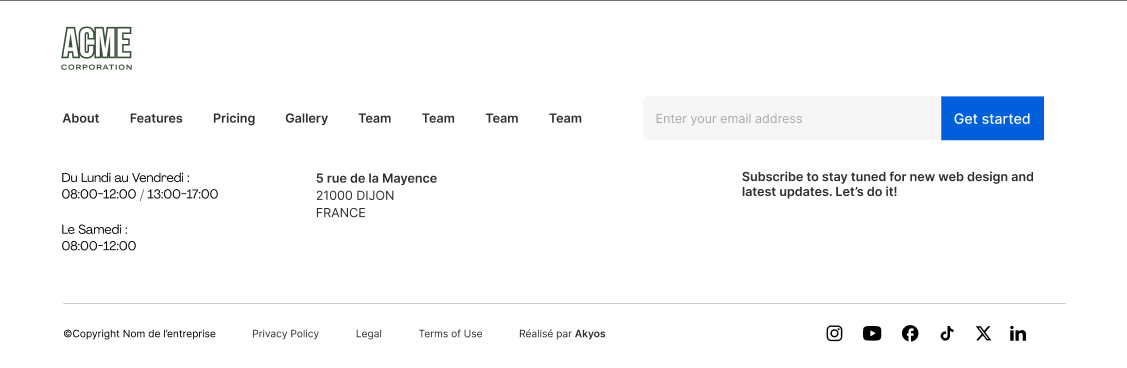 ACME
CORPORATION
About Features Pricing Gallery Team Team Team Team
Enter your email address
Get started
Du Lundi au Vendredi :
08:00-12:00 / 13:00-17:00
Le Samedi :
08:00-12:00
5 rue de la Mayence
21000 DIJON
FRANCE
Subscribe to stay tuned for new web design and
latest updates. Let's do it!
©Copyright Nom de l'entreprise Privacy Policy Legal Terms of Use Réalisé par Akyos